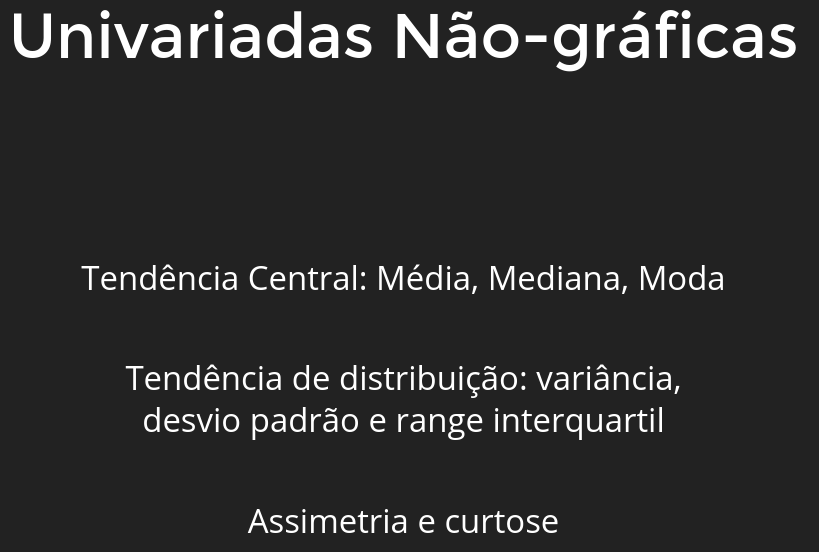 Univariadas Não-gráficas
Tendência Central: Média, Mediana, Moda
Tendência de distribuição: variância,
desvio padrão e range interquartil
Assimetria e curtose